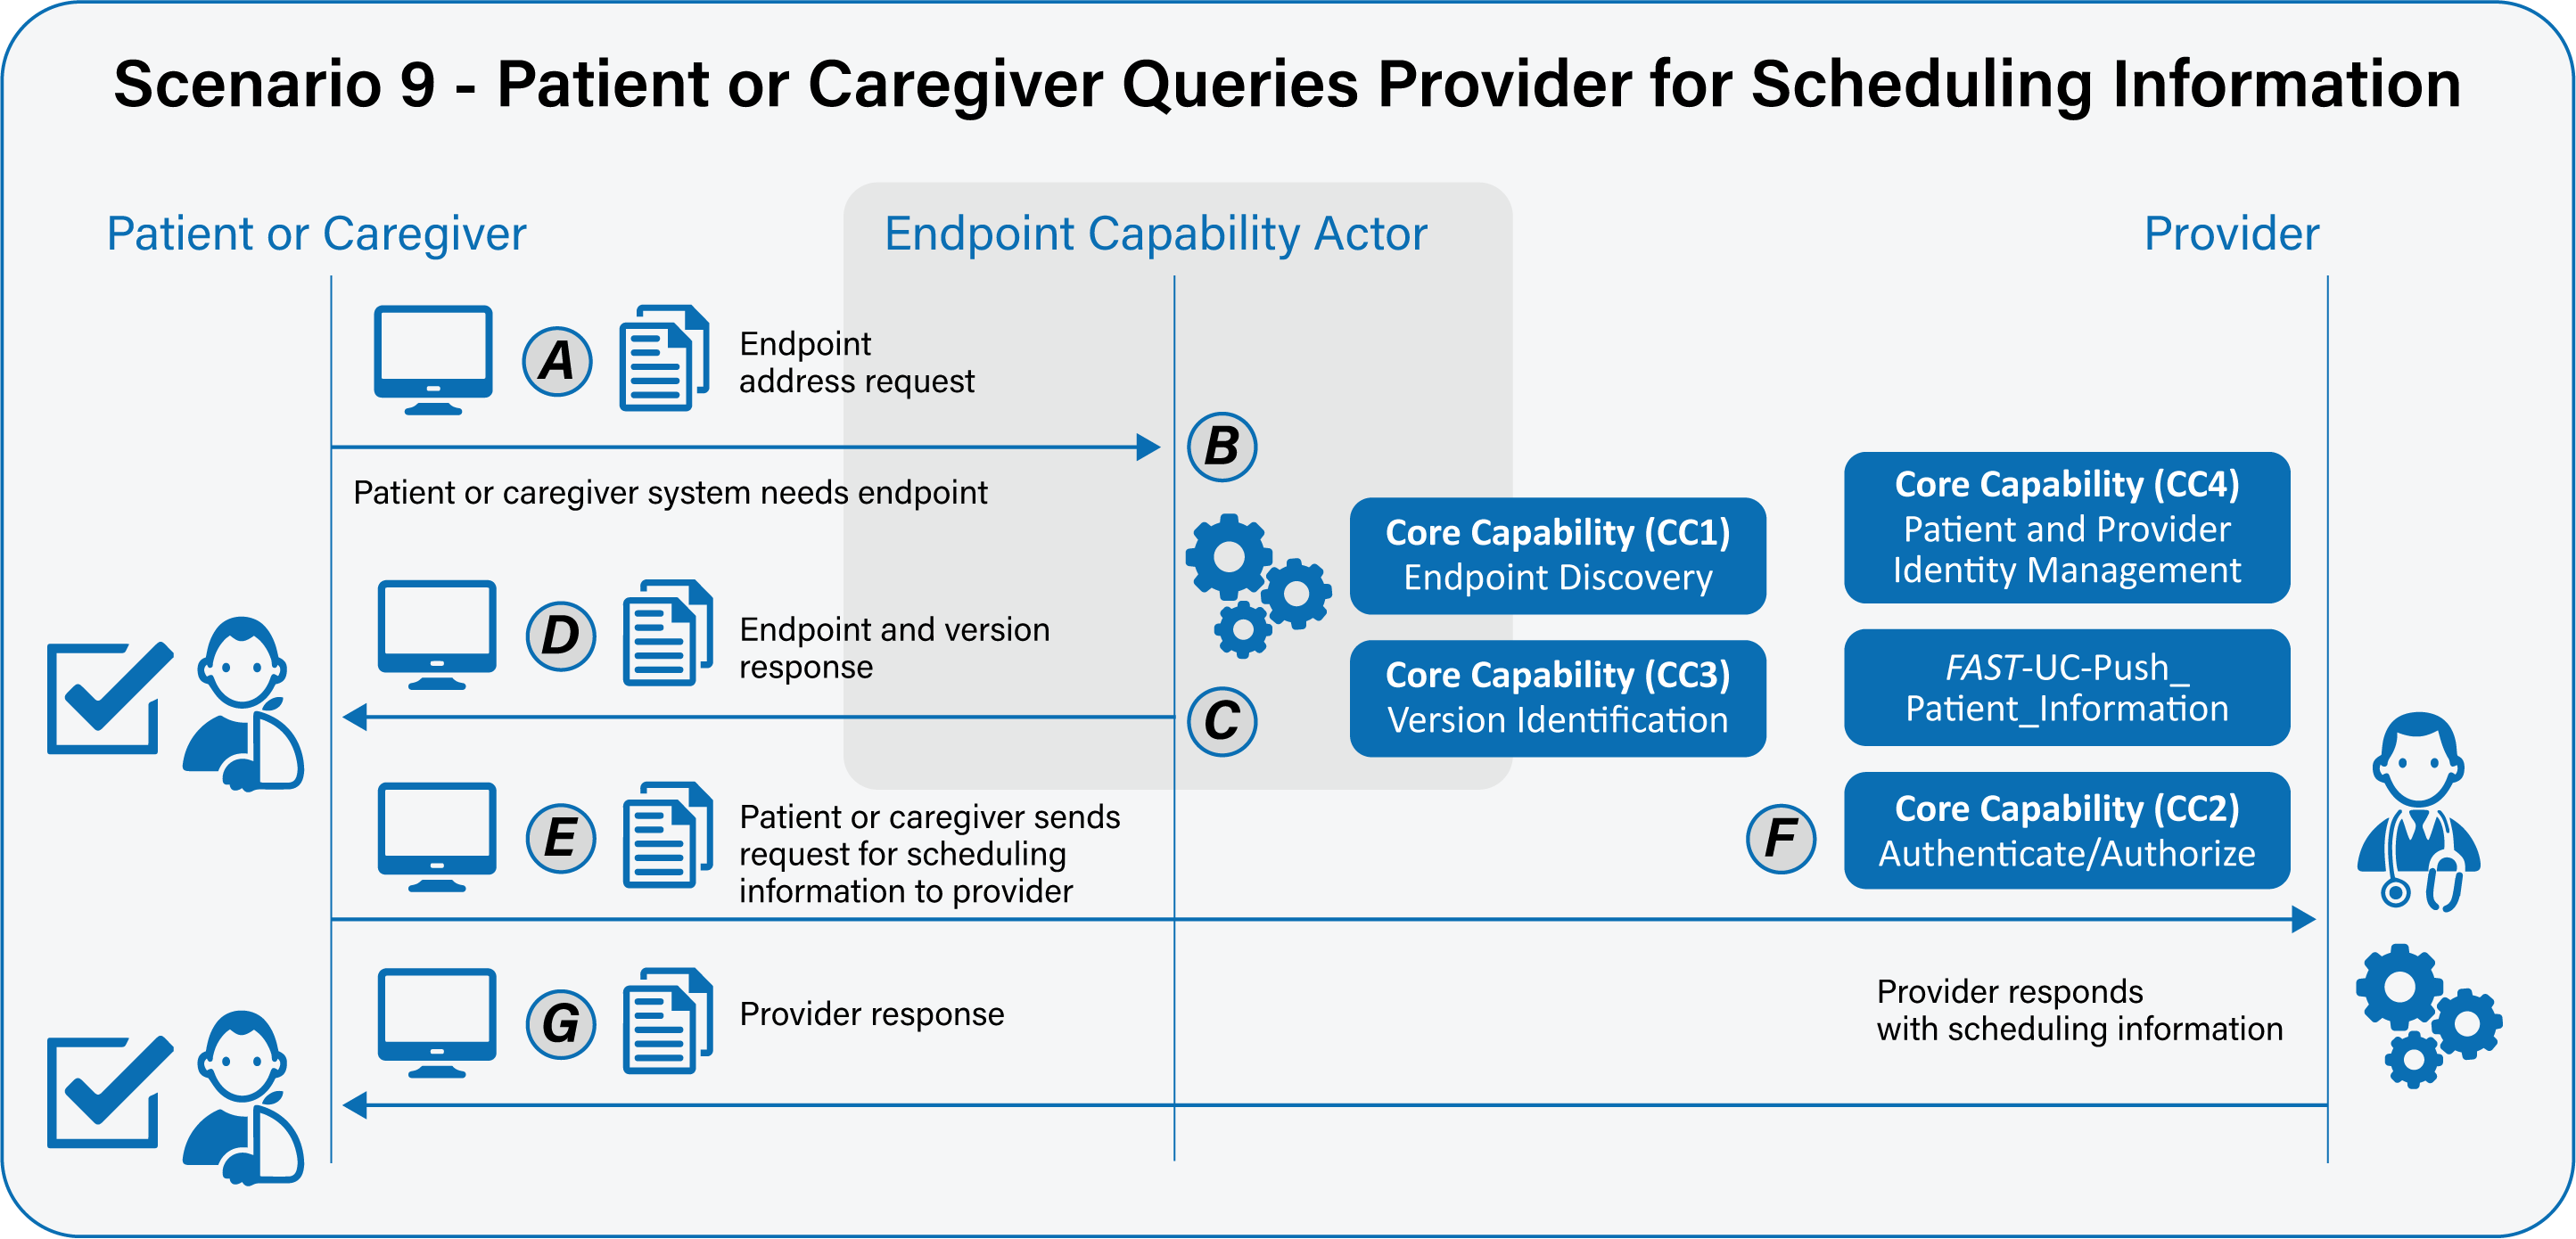 Scenario 9 - Patient or Caregiver Queries Provider for Scheduling Information
Patient or Caregiver
Endpoint Capability Actor
Provider
A
Endpoint
address request
B
Patient or caregiver system needs endpoint
Core Capability (CC1)
Endpoint Discovery
Core Capability (CC4)
Patient and Provider
Identity Management
D
Endpoint and version
response
C
Core Capability (CC3)
Version Identification
FAST-UC-Push_
Patient_Information
E
Patient or caregiver sends
request for scheduling
information to provider
F
Core Capability (CC2)
Authenticate/Authorize
G
Provider response
Provider responds
with scheduling information